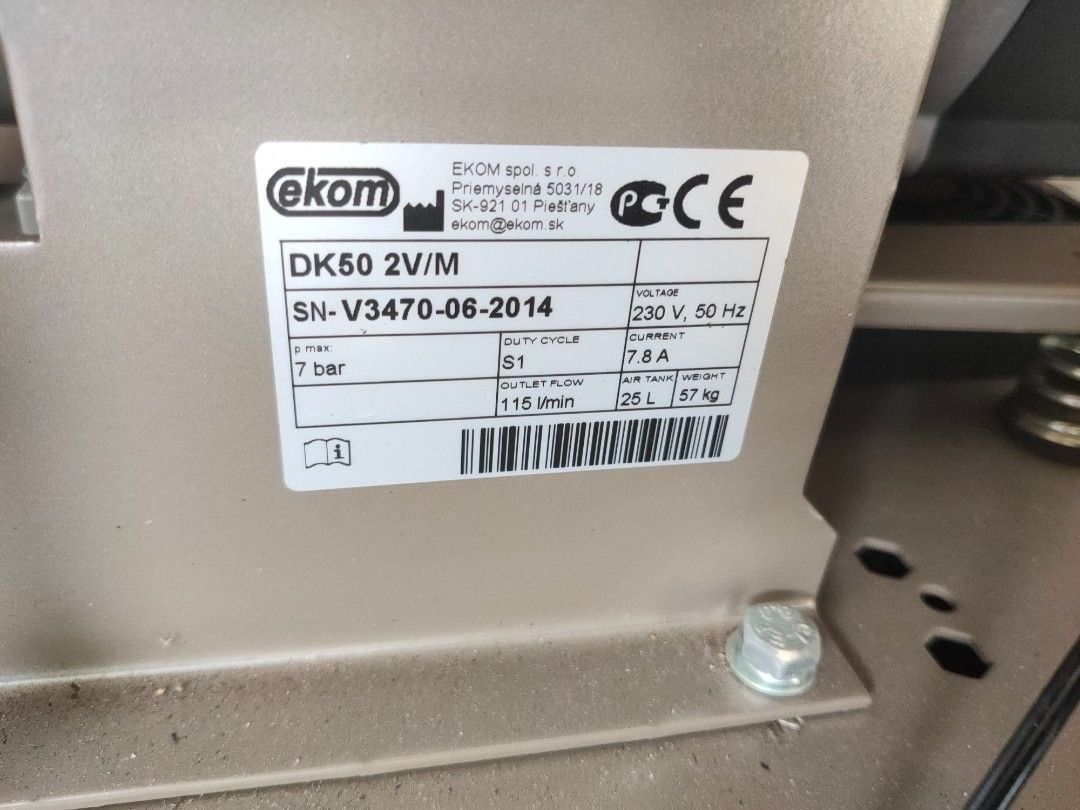 ekom
EKOM spol. s r.o.
Priemyselná 5031/18
SK-921 01 Piešťany
ekom@ekom.sk
CE
DK50 2V/M
SN-V3470-06-2014
VOLTAGE
230 V, 50 Hz
p max:
7 bar
DUTY CYCLE
S1
CURRENT
7.8 A
OUTLET FLOW
115 l/min
AIR TANK
25 L
WEIGHT
57 kg
i